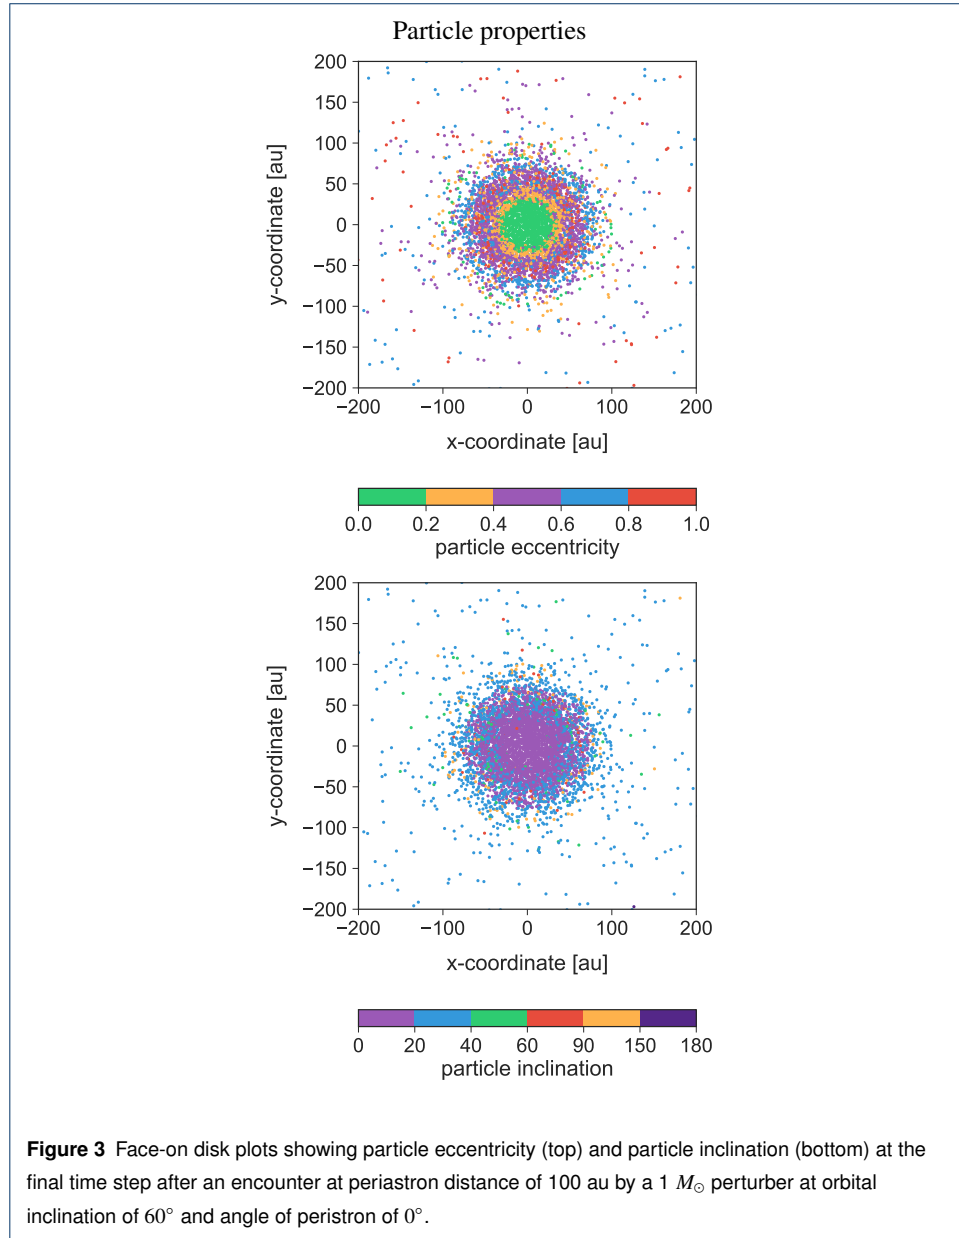 Particle properties
200
150
100
50
0
−50
−100
−150
−200
y-coordinate [au]
−200 −100 0 100 200
x-coordinate [au]
0.0 0.2 0.4 0.6 0.8 1.0
particle eccentricity
200
150
100
50
0
−50
−100
−150
−200
y-coordinate [au]
−200 −100 0 100 200
x-coordinate [au]
0 20 40 60 90 150 180
particle inclination
Figure 3 Face-on disk plots showing particle eccentricity (top) and particle inclination (bottom) at the
final time step after an encounter at periastron distance of 100 au by a 1 M⊙ perturber at orbital
inclination of 60° and angle of peristron of 0°.